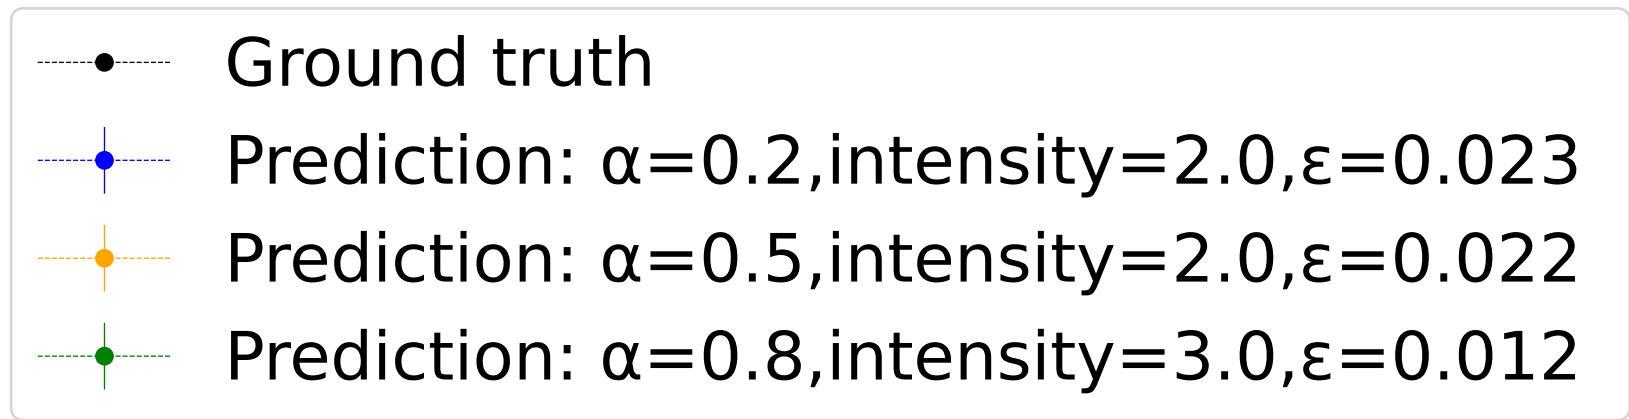 Ground truth
Prediction: α=0.2,intensity=2.0,ε=0.023
Prediction: α=0.5,intensity=2.0,ε=0.022
Prediction: α=0.8,intensity=3.0,ε=0.012